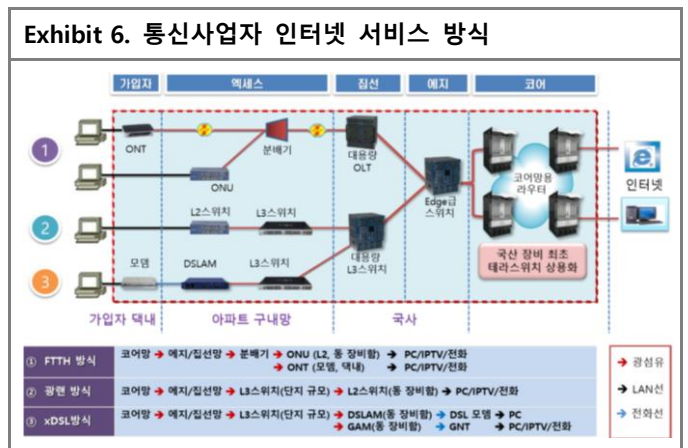 Exhibit 6. 통신사업자 인터넷 서비스 방식
가입자 엑세스 집선 에지 코어
1
ONT
분배기
대용량
OLT
ONU
Edge급
스위치
코어망용
라우터
인터넷
2
L2스위치
L3스위치
대용량
L3스위치
국산 장비 최초
테라스위치 상용화
3
모뎀
DSLAM
L3스위치
가입자 댁내 아파트 구내망 국사
① FTTH 방식
코어망 → 에지/집선망 → 분배기 → ONU (L2, 동 장비함) → PC/IPTV/전화
→ ONT (모뎀, 댁내) → PC/IPTV/전화
② 광랜 방식
코어망 → 에지/집선망 → L3스위치(단지 규모) → L2스위치(동 장비함) → PC/IPTV/전화
③ xDSL방식
코어망 → 에지/집선망 → L3스위치(단지 규모) → DSLAM(동 장비함) → DSL 모뎀 → PC
→ GAM(동 장비함) → GNT → PC/IPTV/전화
→ 광섬유
→ LAN선
→ 전화선